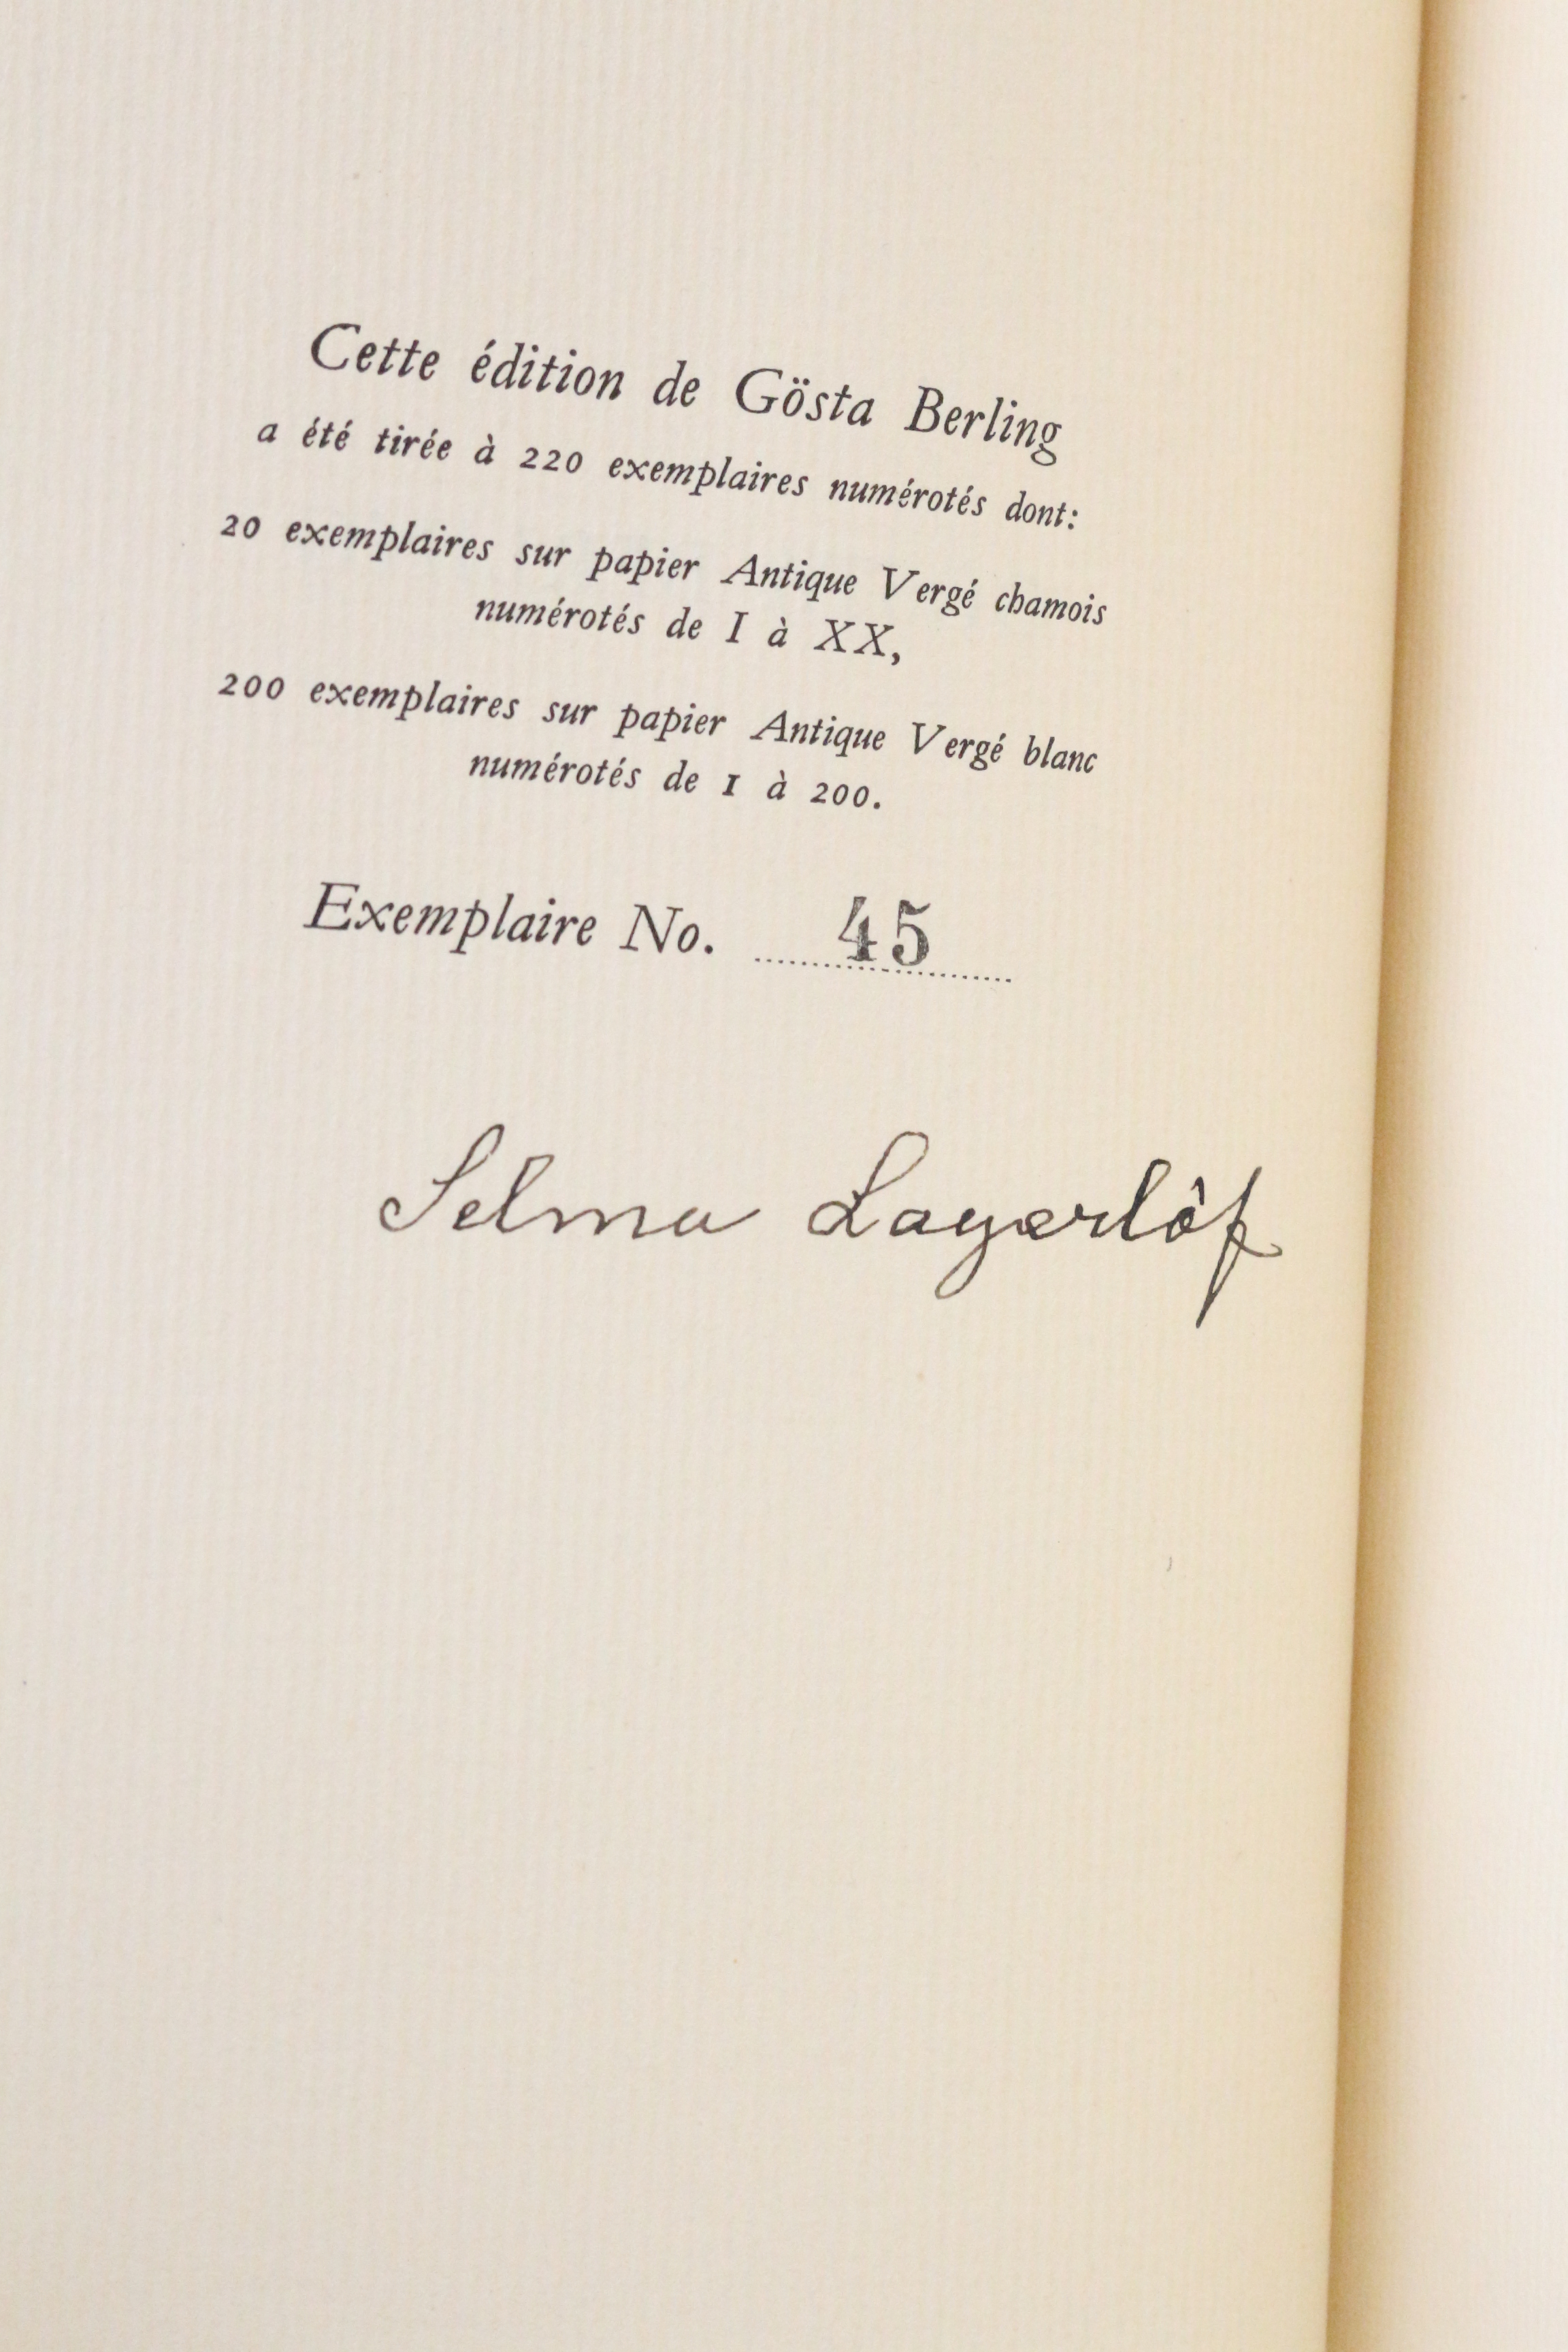 Cette édition de Gösta Berling
a été tirée à 220 exemplaires numérotés dont:
20 exemplaires sur papier Antique Vergé chamois
numérotés de I à XX,
200 exemplaires sur papier Antique Vergé blanc
numérotés de 1 à 200.
Exemplaire No. 45
Selma Lagerlöf